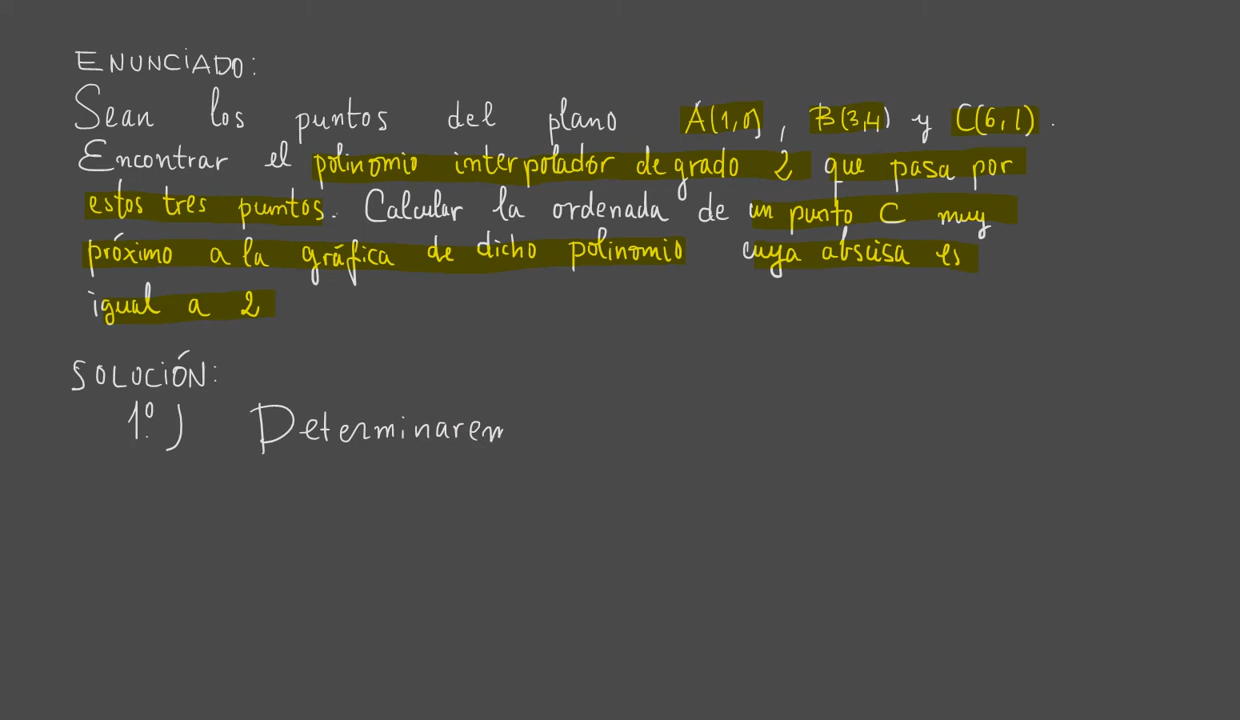 ENUNCIADO:
Sean los puntos del plano A(1,0), B(3,4) y C(6,1).
Encontrar el polinomio interpolador de grado 2 que pasa por
estos tres puntos. Calcular la ordenada de un punto C muy
próximo a la gráfica de dicho polinomio cuya abscisa es
igual a 2
SOLUCIÓN:
1.º) Determinarem